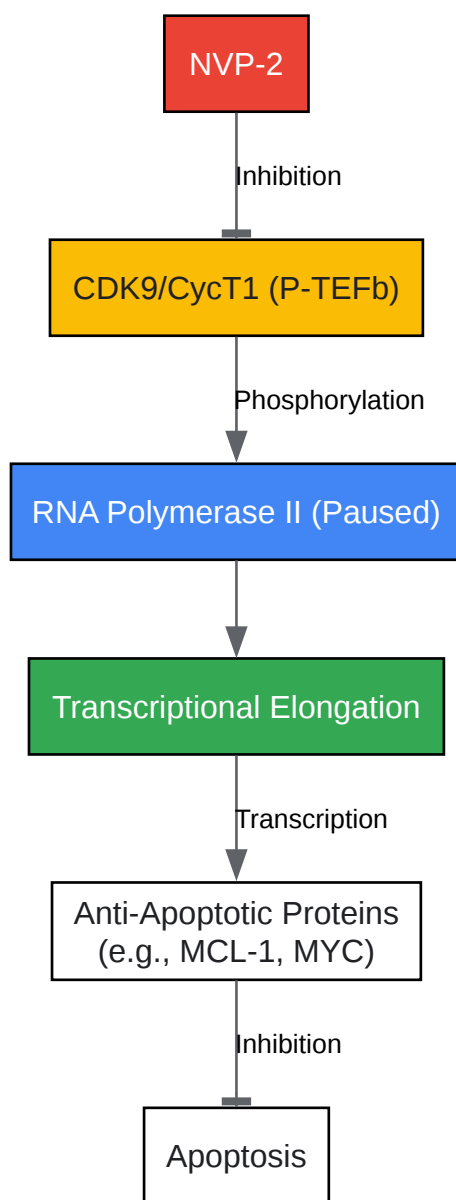 NVP-2
Inhibition
CDK9/CycT1 (P-TEFb)
Phosphorylation
RNA Polymerase II (Paused)
Transcriptional Elongation
Transcription
Anti-Apoptotic Proteins
(e.g., MCL-1, MYC)
Inhibition
Apoptosis